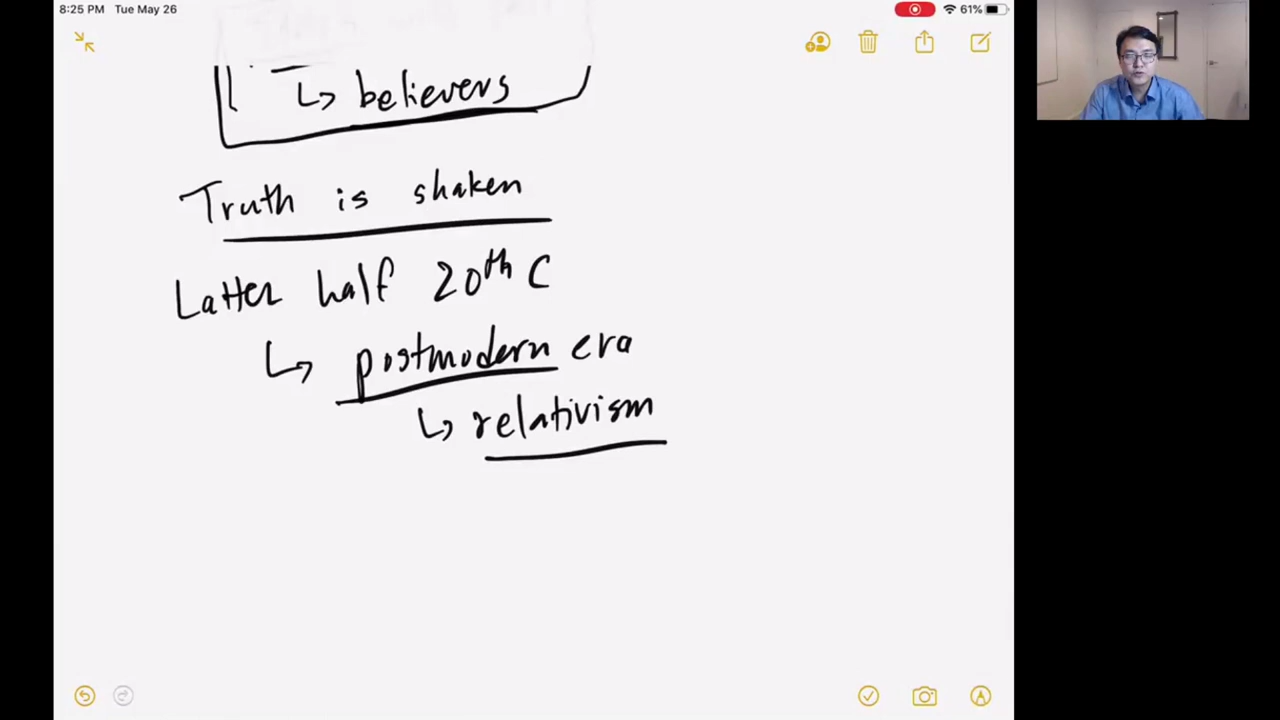 8:25 PM Tue May 26
61%
↳ believers
Truth is shaken
Latter half 20th C
↳ postmodern era
↳ relativism